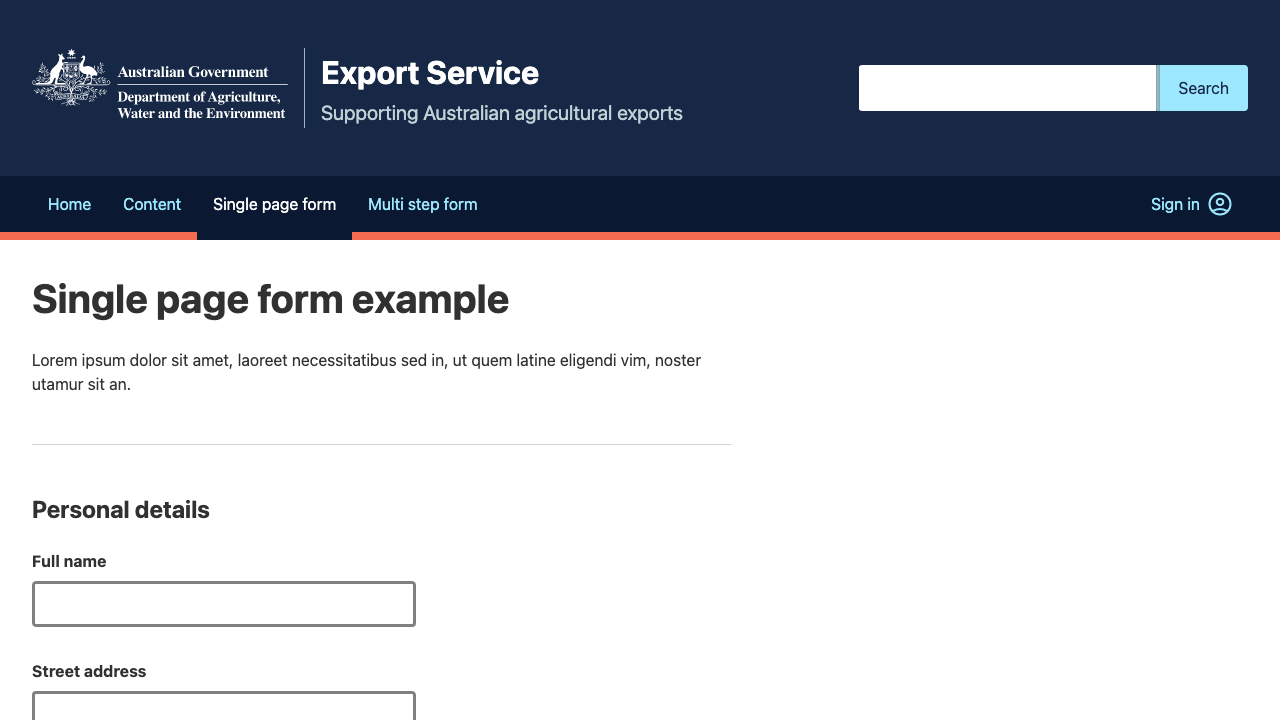 Australian Government
Department of Agriculture,
Water and the Environment
Export Service
Supporting Australian agricultural exports
Search
Home
Content
Single page form
Multi step form
Sign in
Single page form example
Lorem ipsum dolor sit amet, laoreet necessitatibus sed in, ut quem latine eligendi vim, noster
utamur sit an.
Personal details
Full name
Street address